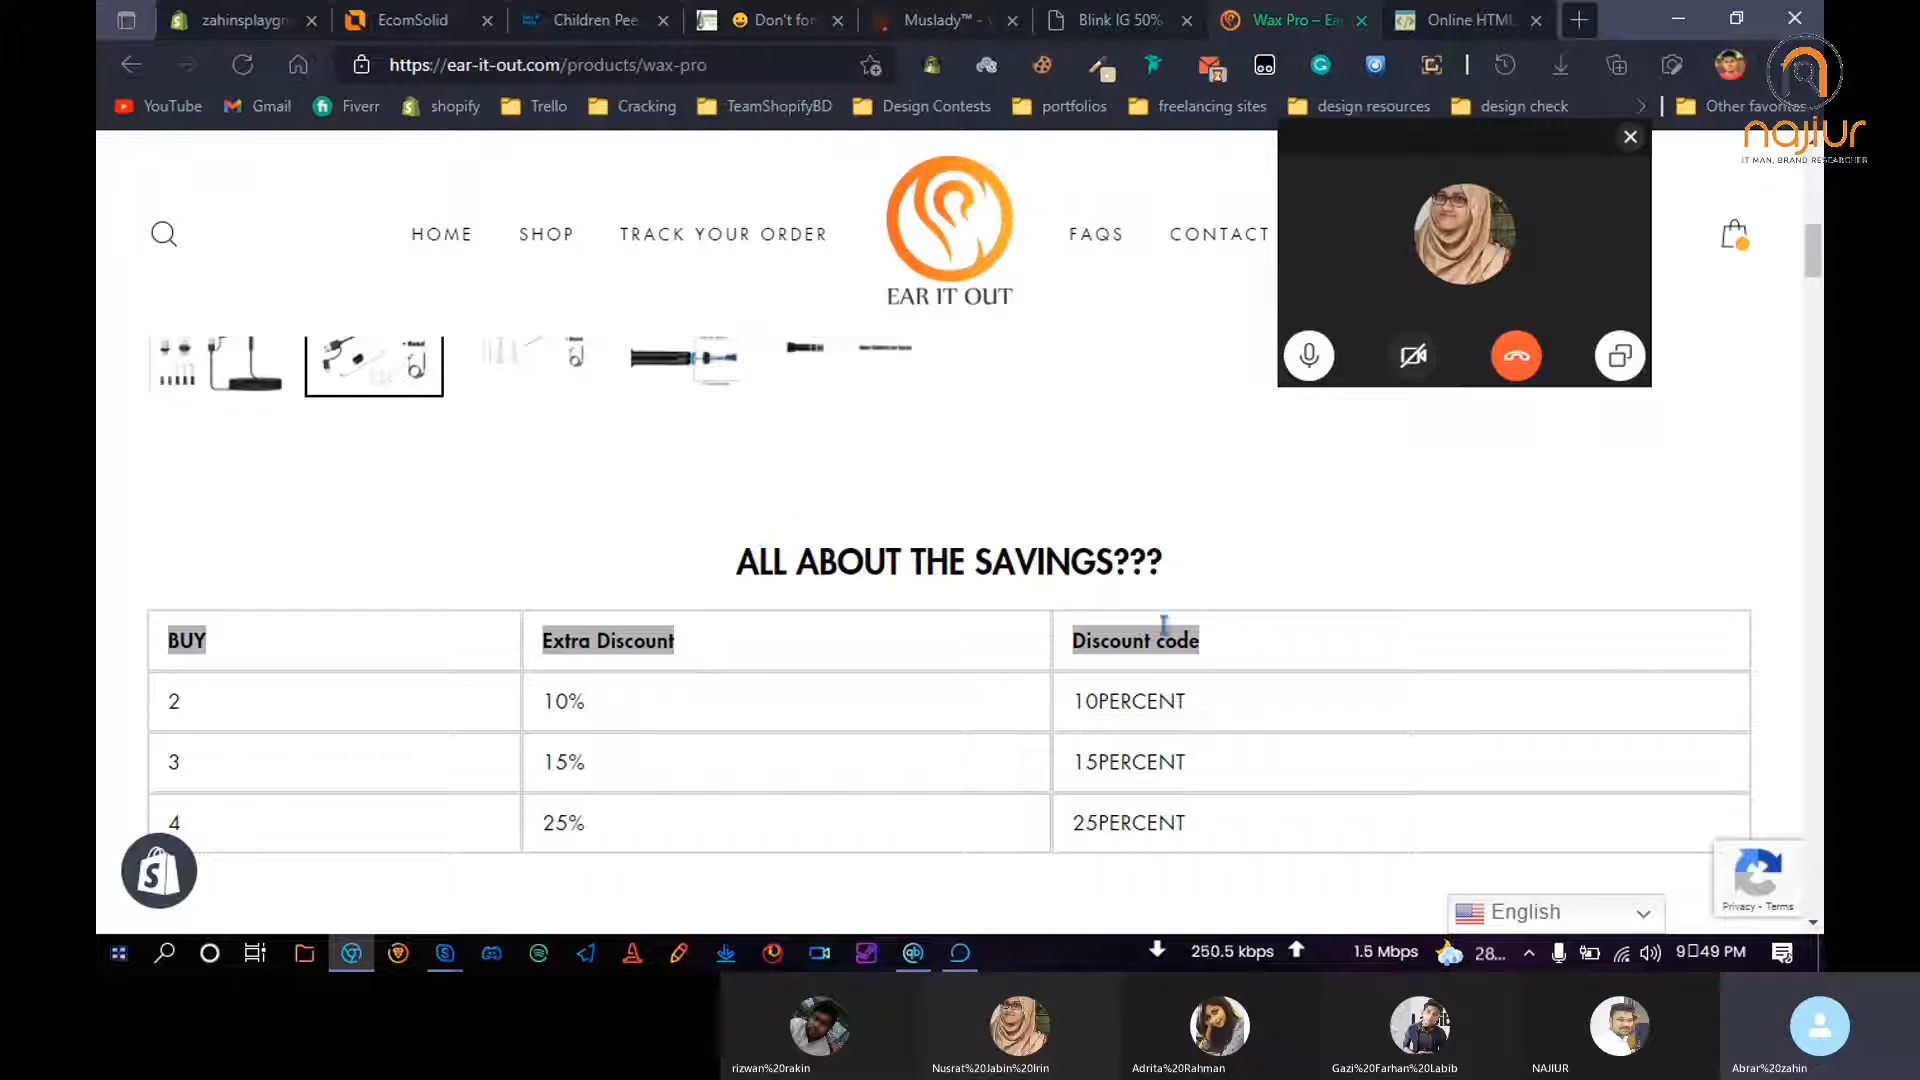 zahinsplaygr
EcomSolid
Children Pee
Don't for
Muslady™ -
Blink IG 50%
Wax Pro – Ea
Online HTML
https://ear-it-out.com/products/wax-pro
YouTube
Gmail
Fiverr
shopify
Trello
Cracking
TeamShopifyBD
Design Contests
portfolios
freelancing sites
design resources
design check
Other favorites
najiur
IT MAN, BRAND RESEARCHER
HOME
SHOP
TRACK YOUR ORDER
EAR IT OUT
FAQS
CONTACT
ALL ABOUT THE SAVINGS???
BUY Extra Discount Discount code
2 10% 10PERCENT
3 15% 15PERCENT
4 25% 25PERCENT
Privacy - Terms
English
250.5 kbps
1.5 Mbps
28...
9□49 PM
rizwan%20rakin
Nusrat%20Jabin%20Irin
Adrita%20Rahman
Gazi%20Farhan%20Labib
NAJIUR
Abrar%20zahin